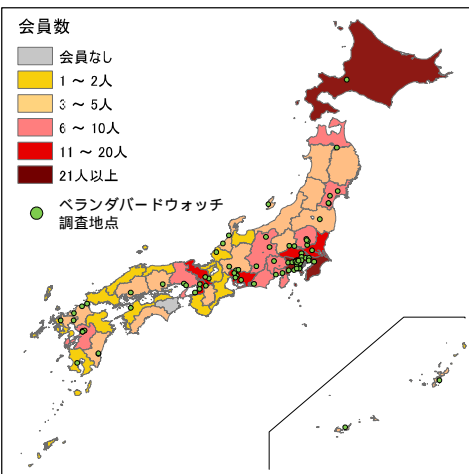 会員数
会員なし
1 ～ 2人
3 ～ 5人
6 ～ 10人
11 ～ 20人
21人以上
ベランダバードウォッチ
調査地点